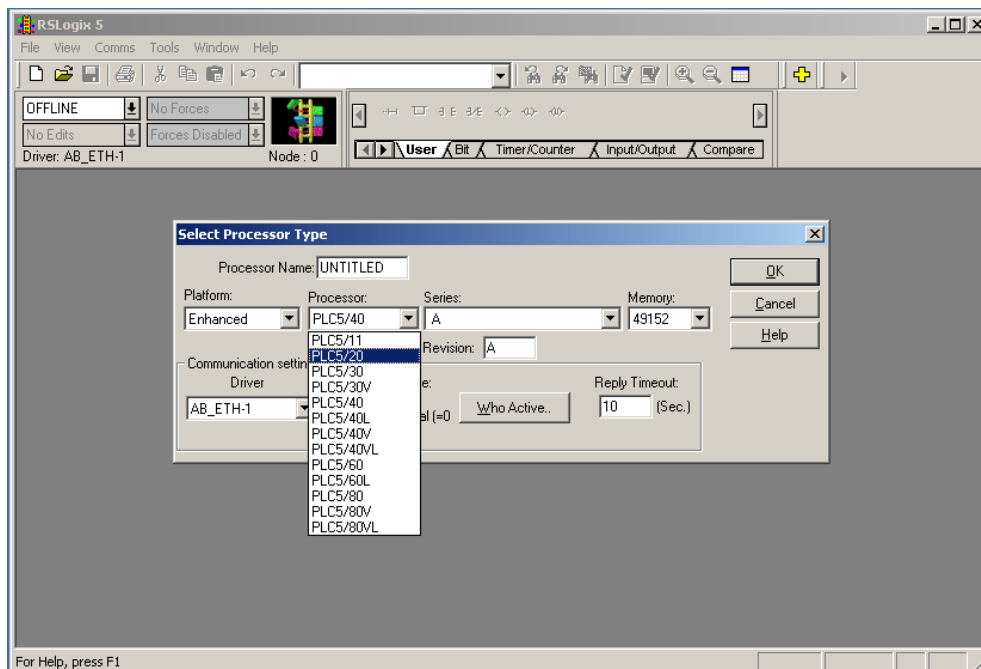 RSLogix 5
File View Comms Tools Window Help
OFFLINE No Forces
No Edits Forces Disabled
Driver: AB_ETH-1 Node : 0
User Bit Timer/Counter Input/Output Compare
Select Processor Type
Processor Name: UNTITLED
OK
Platform: Processor: Series: Memory:
Cancel
Enhanced PLC5/40 A 49152
Help
PLC5/11
PLC5/20
PLC5/30
PLC5/30V
PLC5/40
PLC5/40L
PLC5/40V
PLC5/40VL
PLC5/60
PLC5/60L
PLC5/80
PLC5/80V
PLC5/80VL
Revision: A
Communication settin
Driver e: Reply Timeout:
AB_ETH-1 al (=0 Who Active.. 10 (Sec.)
For Help, press F1